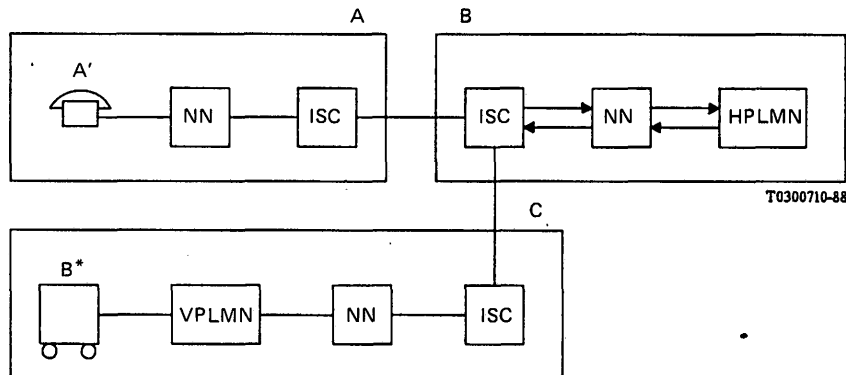 A
B
A'
NN
ISC
ISC
NN
HPLMN
T0300710-88
C
B*
VPLMN
NN
ISC